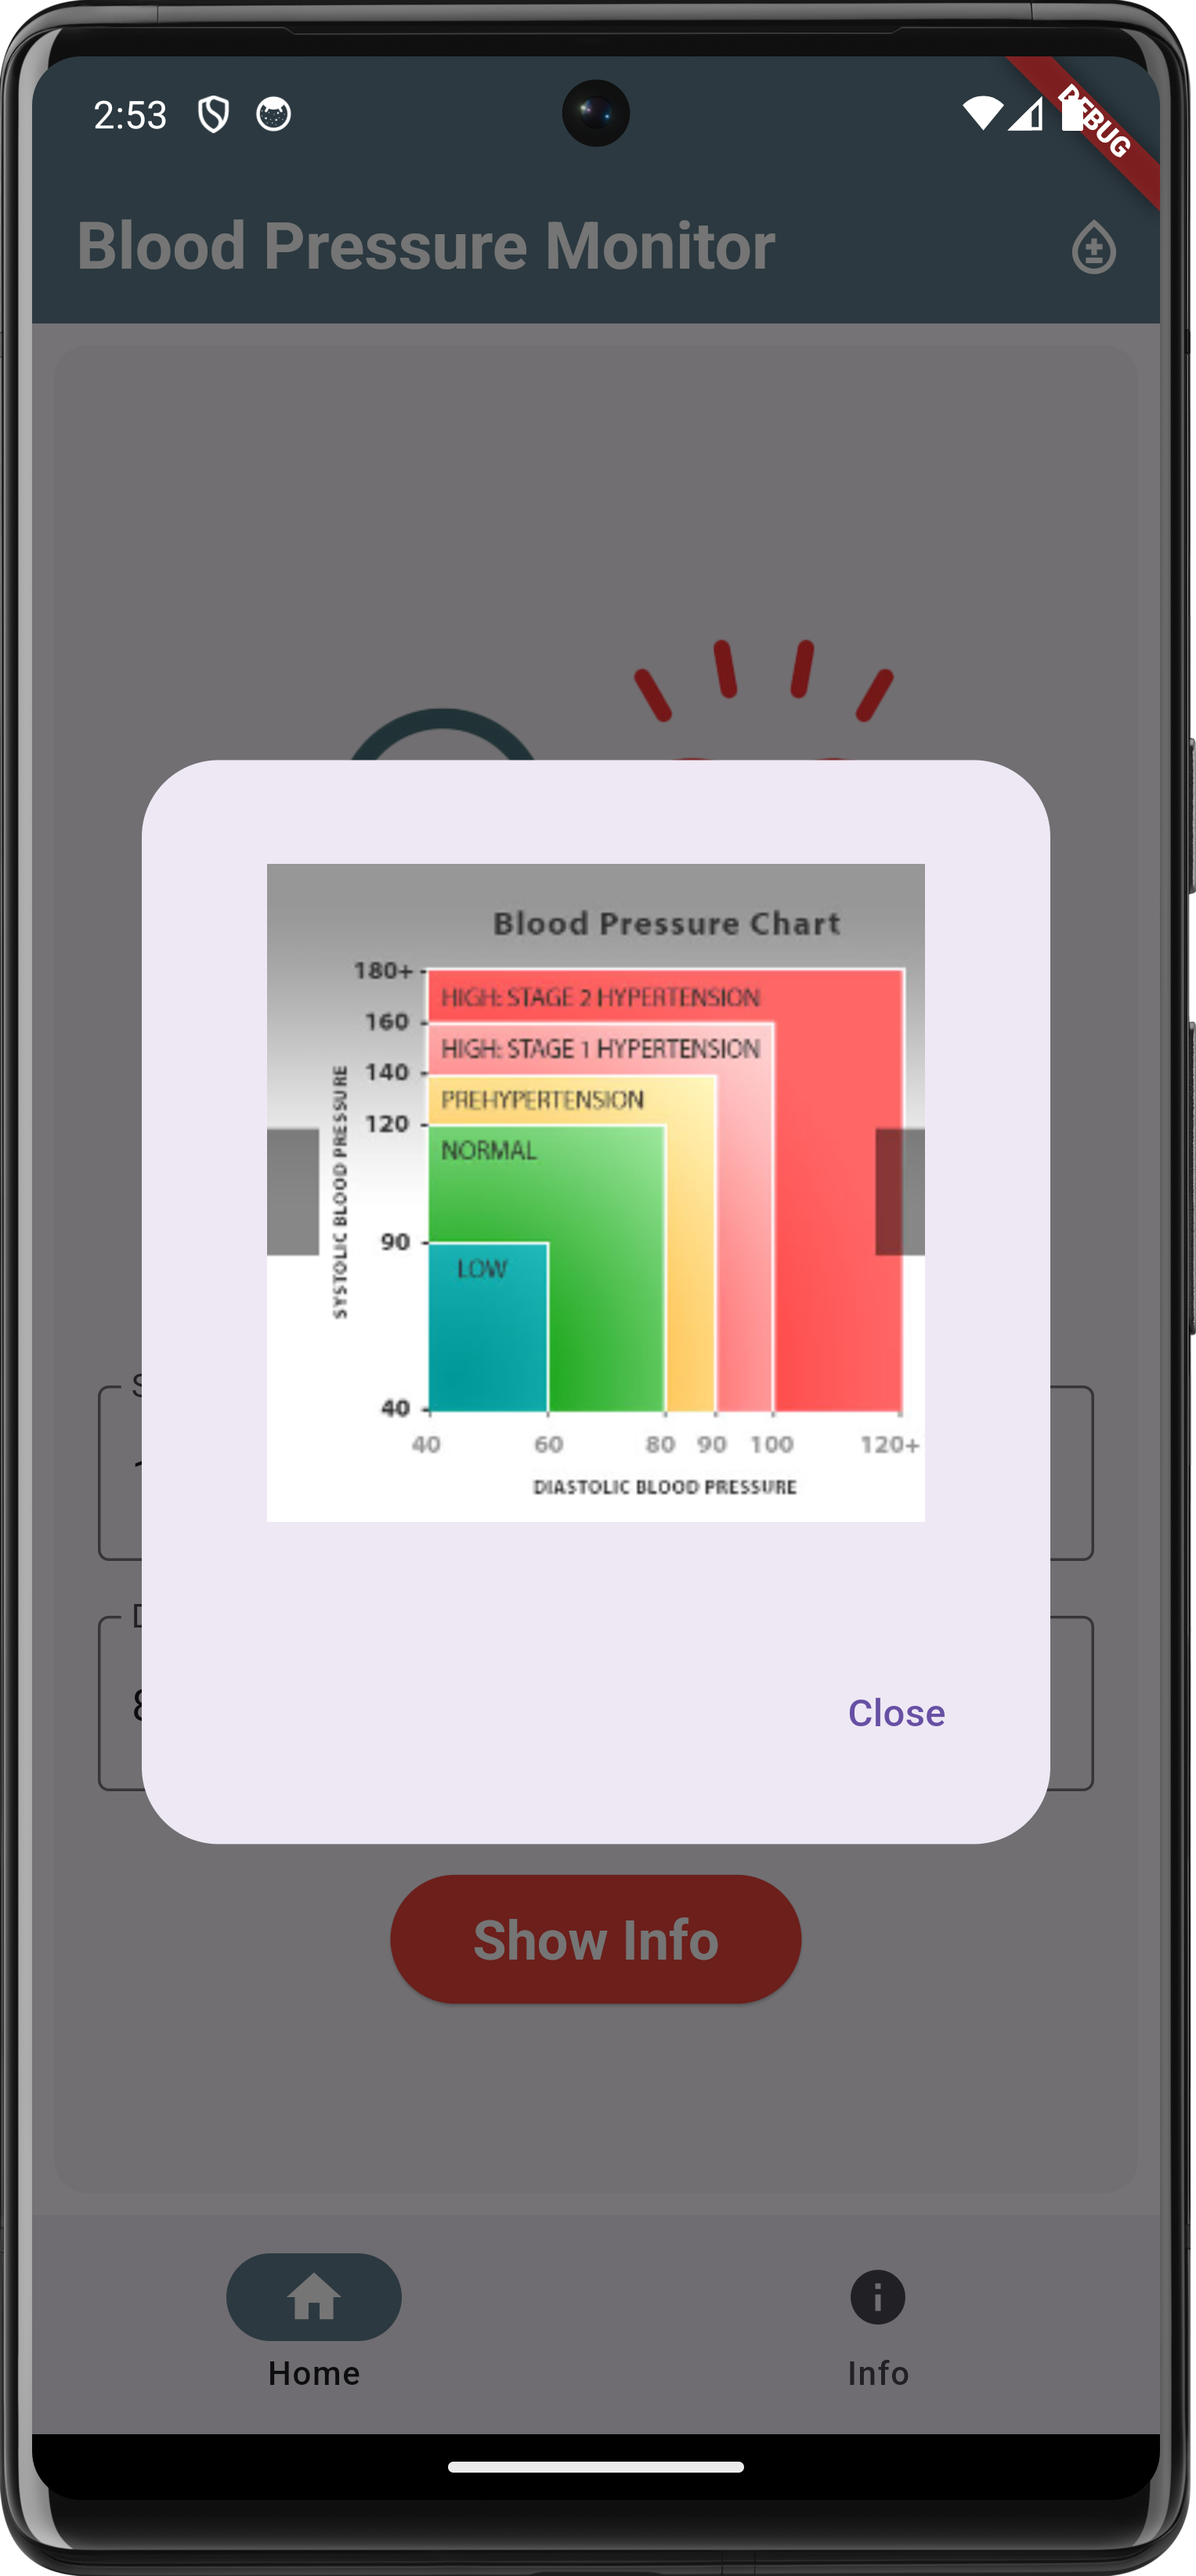 2:53
DEBUG
Blood Pressure Monitor
Blood Pressure Chart
180+
HIGH: STAGE 2 HYPERTENSION
160
HIGH: STAGE 1 HYPERTENSION
140
PREHYPERTENSION
120
NORMAL
90
LOW
40
SYSTOLIC BLOOD PRESSURE
40 60 80 90 100 120+
DIASTOLIC BLOOD PRESSURE
Close
Show Info
Home
Info